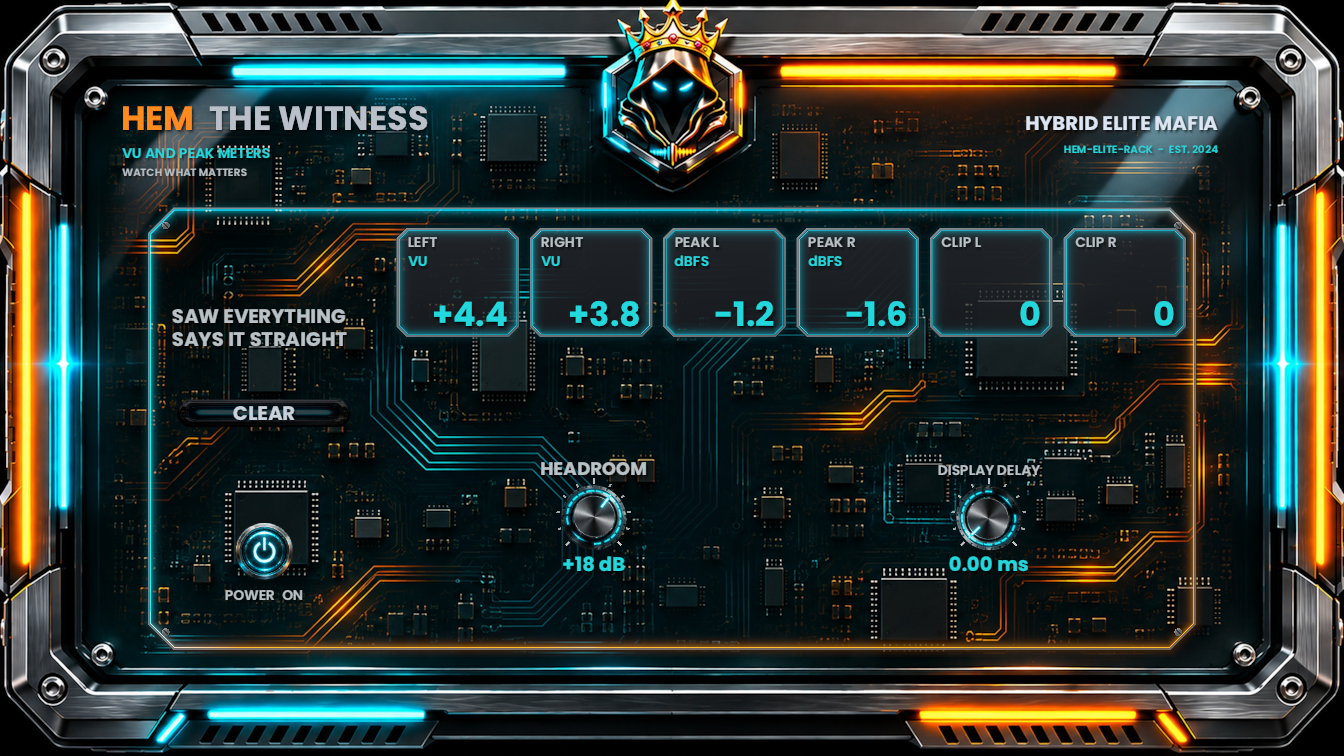 HEM THE WITNESS
VU AND PEAK METERS
WATCH WHAT MATTERS
HYBRID ELITE MAFIA
HEM-ELITE-RACK - EST. 2024
LEFT
VU
+4.4
RIGHT
VU
+3.8
PEAK L
dBFS
-1.2
PEAK R
dBFS
-1.6
CLIP L
0
CLIP R
0
SAW EVERYTHING
SAYS IT STRAIGHT
CLEAR
HEADROOM
+18 dB
DISPLAY DELAY
0.00 ms
POWER ON